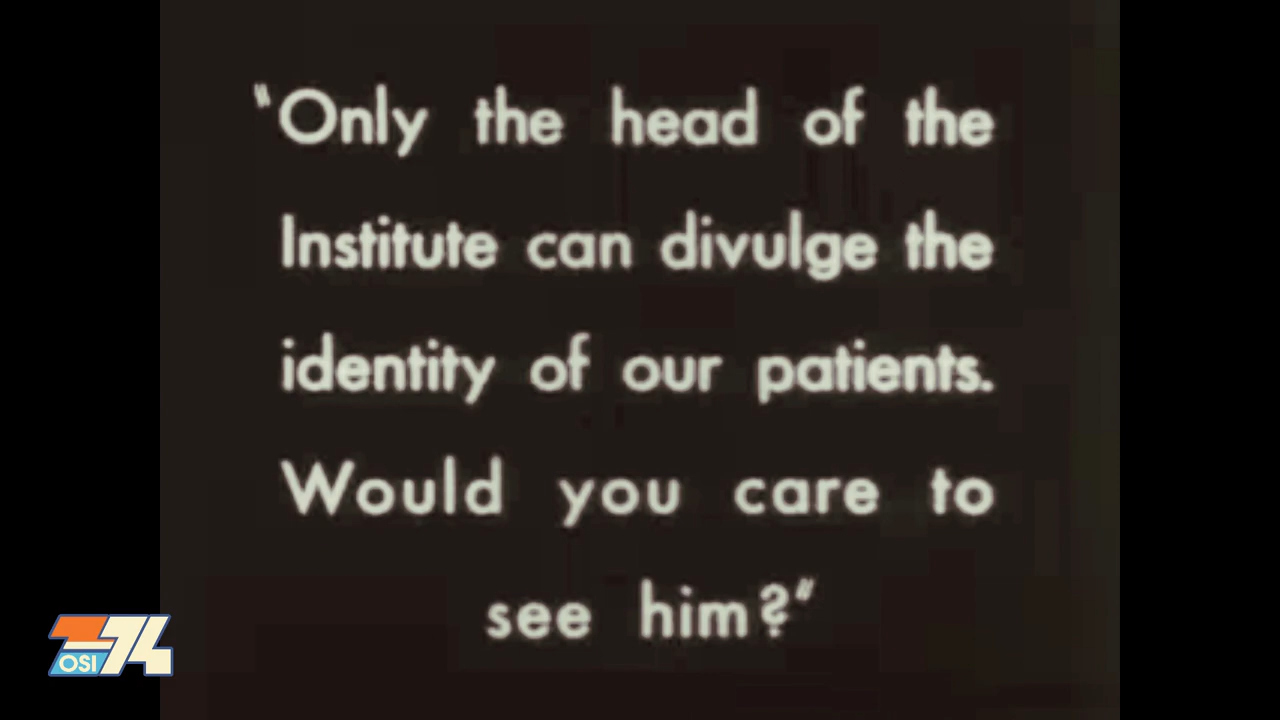 "Only the head of the
Institute can divulge the
identity of our patients.
Would you care to
see him?"
OSI 74